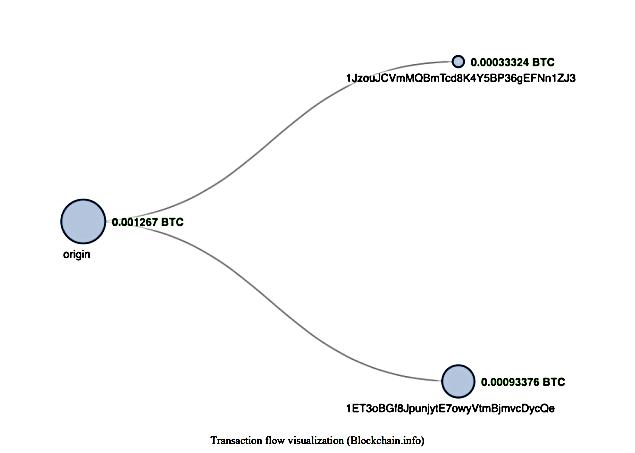 0.00033324 BTC
1JzouJCVmMQBmTcd8K4Y5BP36gEFNn1ZJ3
0.001267 BTC
origin
0.00093376 BTC
1ET3oBGf8JpunjytE7owyVtmBjmvcDycQe
Transaction flow visualization (Blockchain.info)